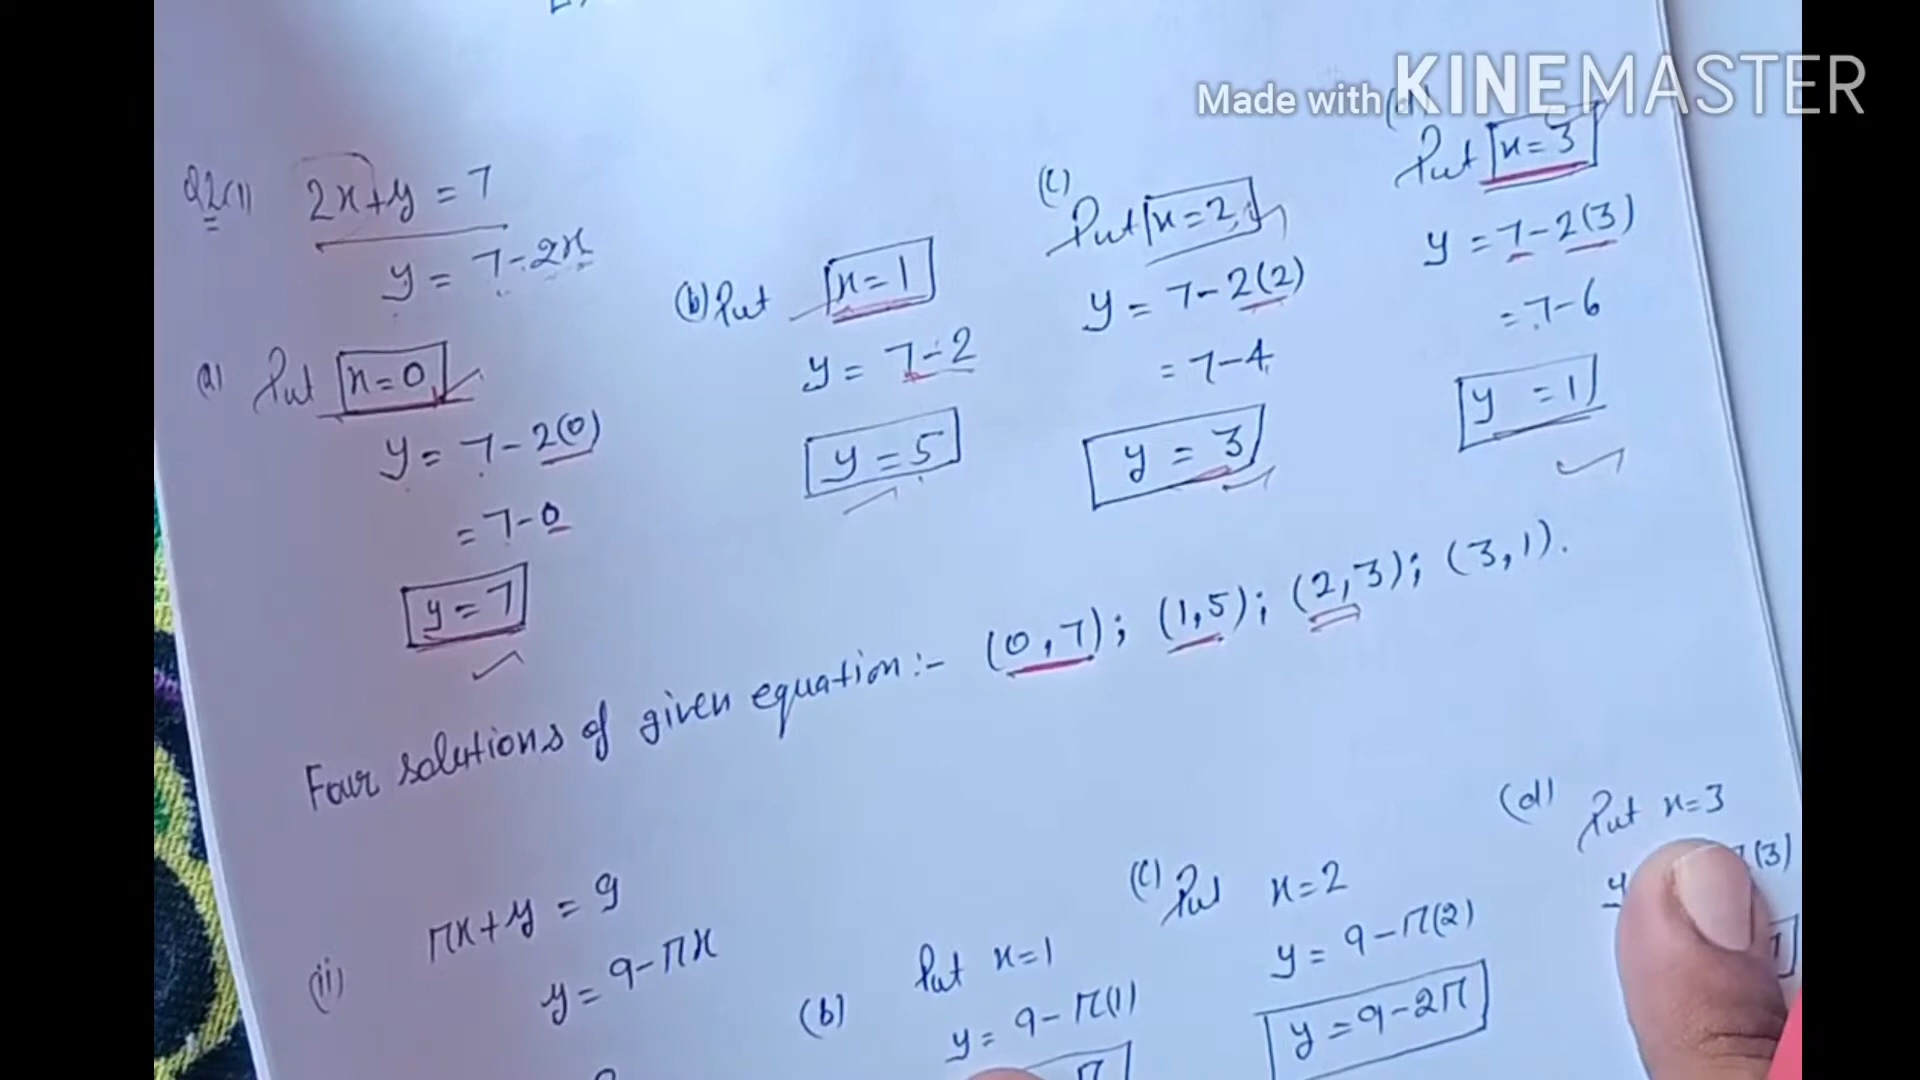 Made with KINEMASTER
Q2(i) 2x+y = 7
y = 7-2x
a) Put x=0
y = 7-2(0)
= 7-0
y = 7
(b) Put x=1
y = 7-2
y = 5
(c)
Put x=2
y = 7-2(2)
= 7-4
y = 3
Put x=3
y = 7-2(3)
= 7-6
y = 1
Four solutions of given equation:- (0,7); (1,5); (2,3); (3,1).
(ii) πx+y = 9
y = 9-πx
(b) Put x=1
y = 9-π(1)
π
(c) Put x=2
y = 9-π(2)
y = 9-2π
(d) Put x=3
y (3)